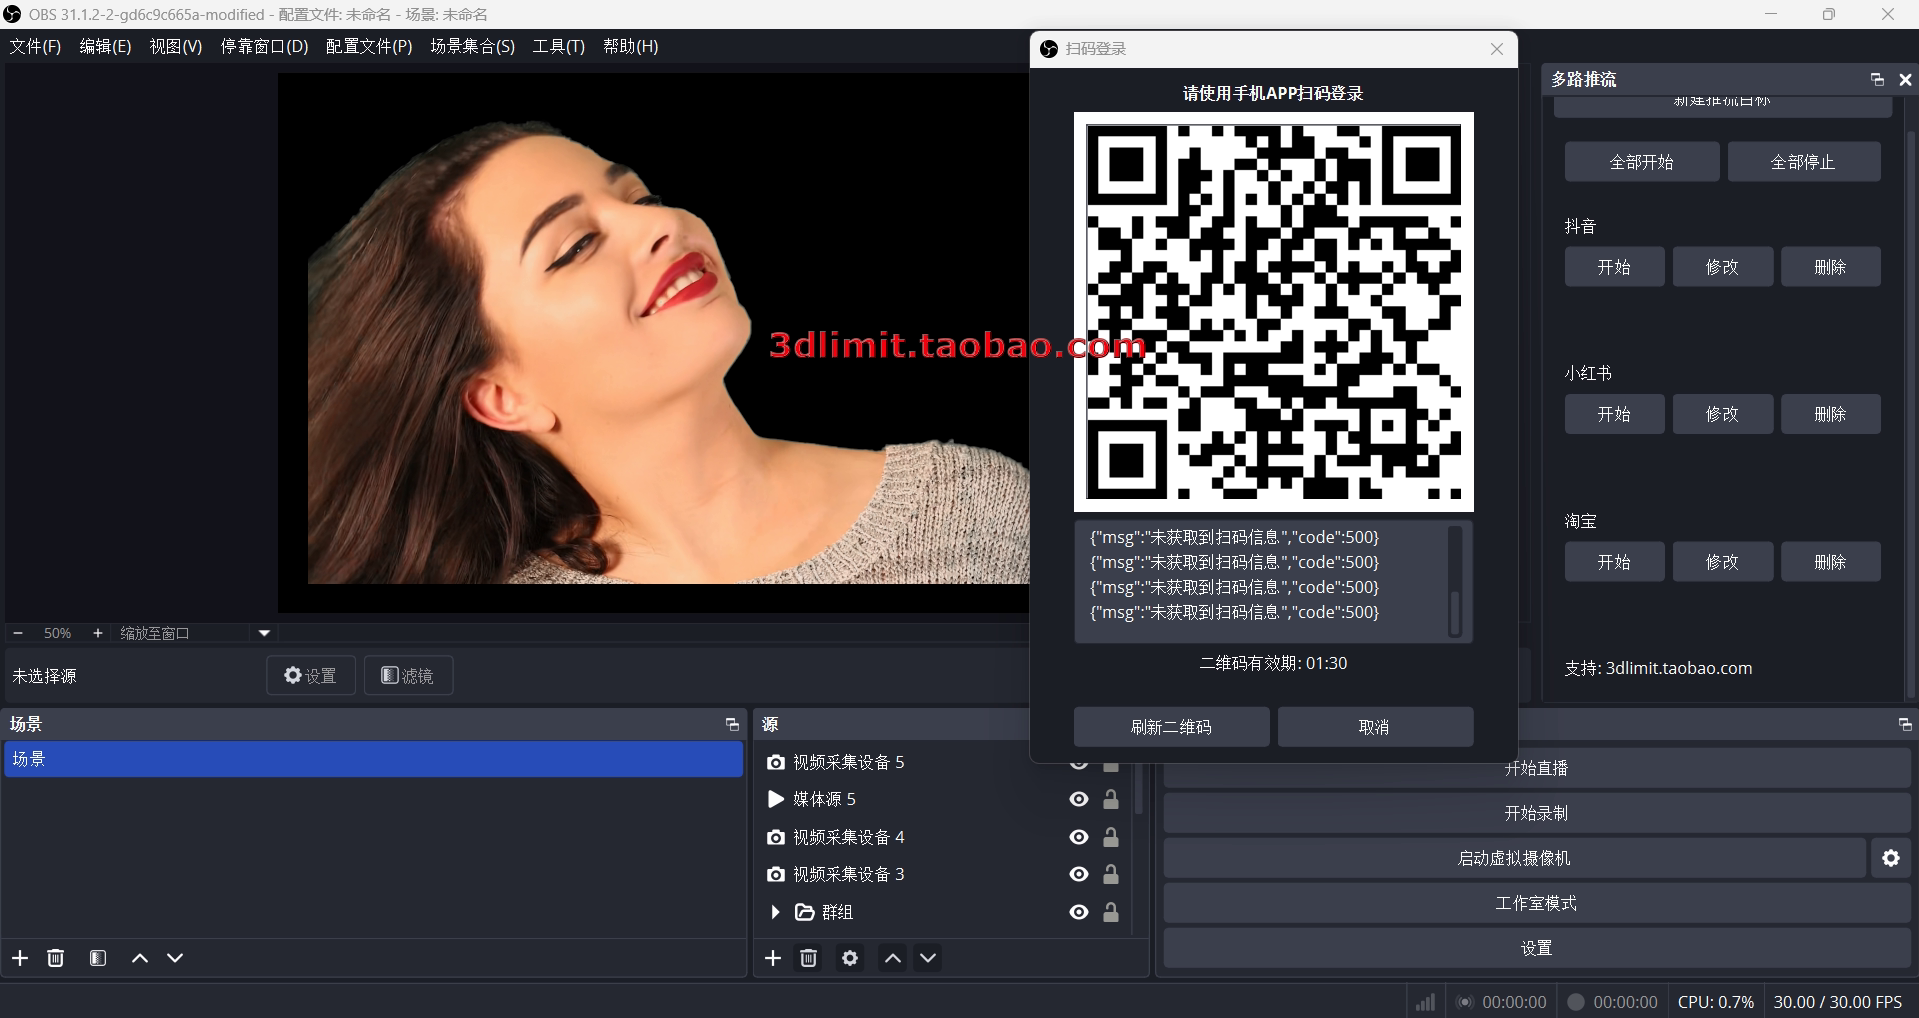 OBS 31.1.2-2-gd6c9c665a-modified - 配置文件: 未命名 - 场景: 未命名
文件(F) 编辑(E) 视图(V) 停靠窗口(D) 配置文件(P) 场景集合(S) 工具(T) 帮助(H)
扫码登录
请使用手机APP扫码登录
3dlimit.taobao.com
{"msg":"未获取到扫码信息","code":500}
{"msg":"未获取到扫码信息","code":500}
{"msg":"未获取到扫码信息","code":500}
{"msg":"未获取到扫码信息","code":500}
二维码有效期: 01:30
刷新二维码 取消
多路推流
新建推流目标
全部开始 全部停止
抖音
开始 修改 删除
小红书
开始 修改 删除
淘宝
开始 修改 删除
支持: 3dlimit.taobao.com
50% 缩放至窗口
未选择源 设置 滤镜
场景
场景
源
视频采集设备 5
媒体源 5
视频采集设备 4
视频采集设备 3
群组
开始直播
开始录制
启动虚拟摄像机
工作室模式
设置
00:00:00 00:00:00 CPU: 0.7% 30.00 / 30.00 FPS